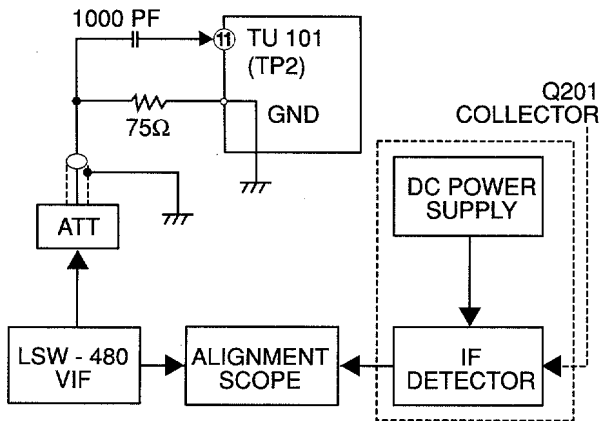 1000 PF
11
TU 101
(TP2)
75Ω
GND
Q201
COLLECTOR
DC POWER
SUPPLY
ATT
LSW - 480
VIF
ALIGNMENT
SCOPE
IF
DETECTOR